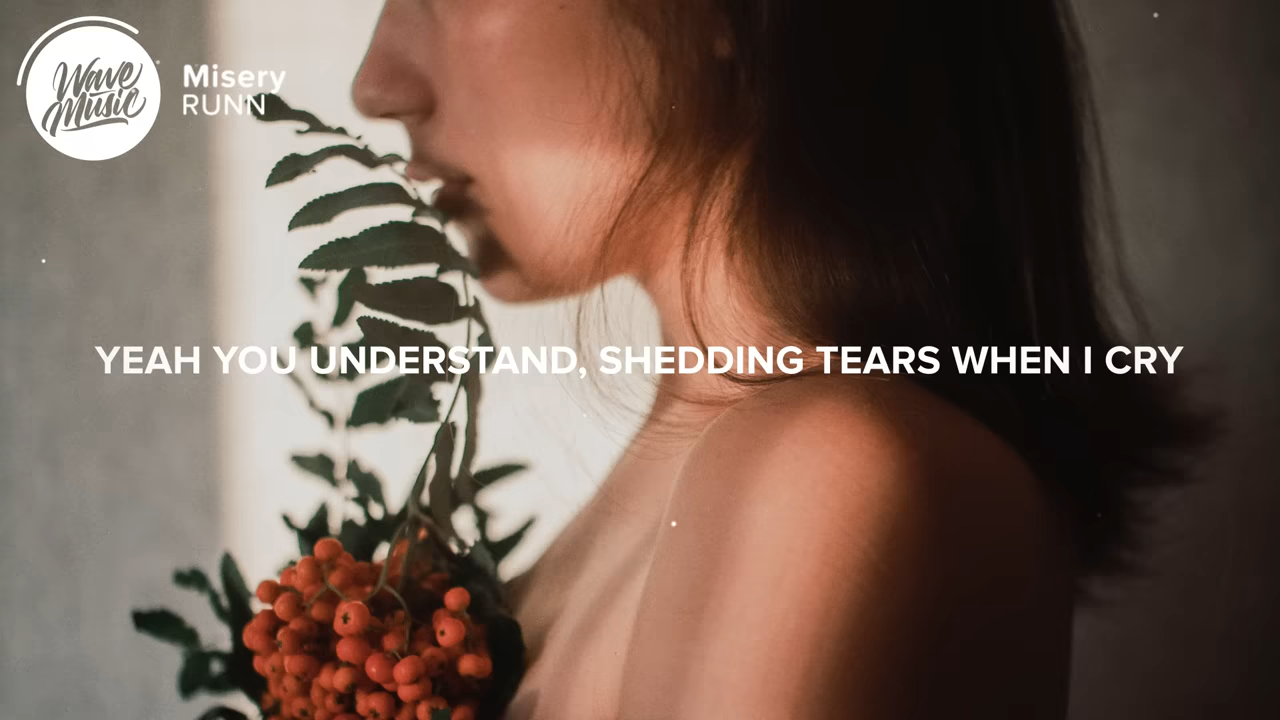 Wave
Music
Misery
RUNN
YEAH YOU UNDERSTAND, SHEDDING TEARS WHEN I CRY